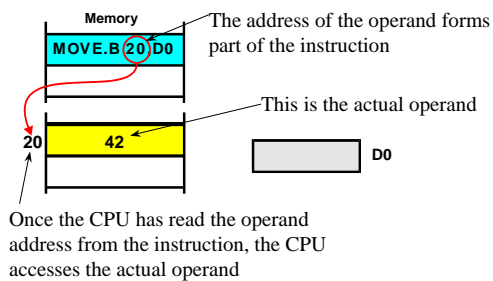 Memory
The address of the operand forms
part of the instruction
MOVE.B 20 D0
This is the actual operand
20
42
D0
Once the CPU has read the operand
address from the instruction, the CPU
accesses the actual operand